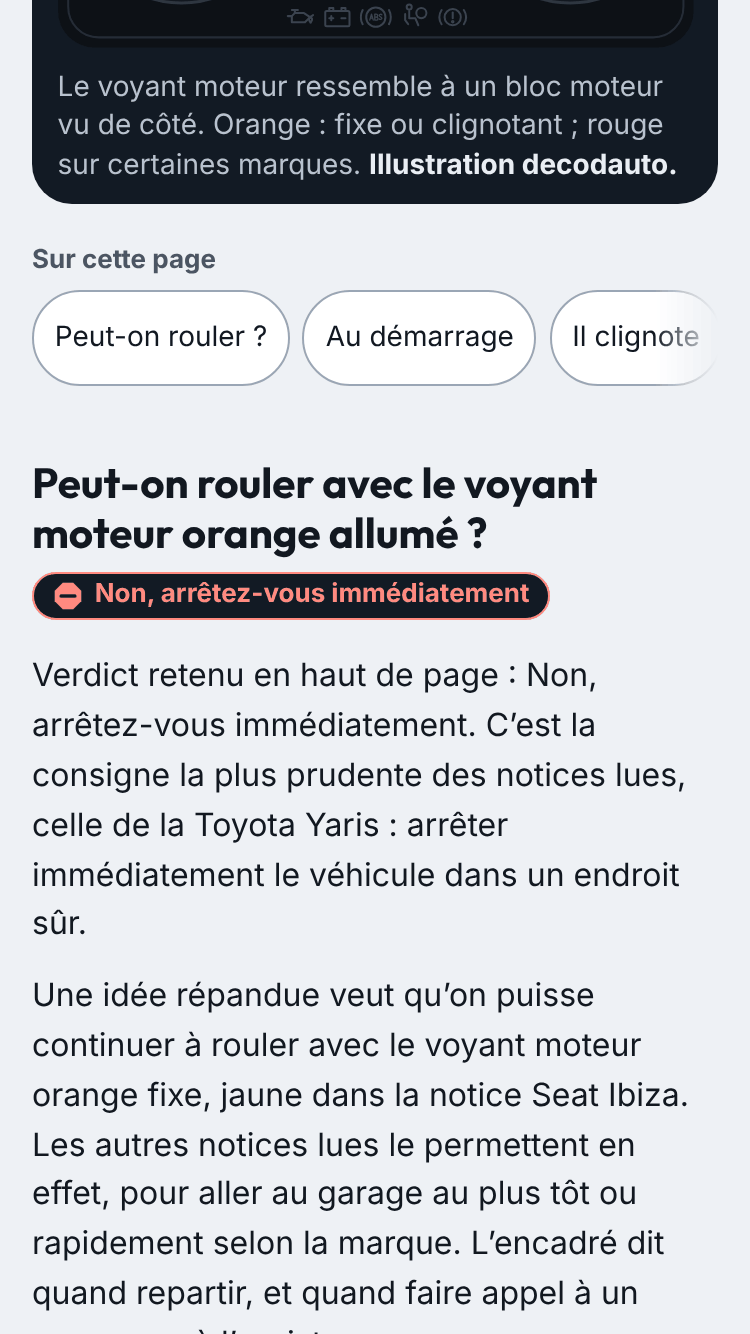 ABS
Le voyant moteur ressemble à un bloc moteur
vu de côté. Orange : fixe ou clignotant ; rouge
sur certaines marques. Illustration decodauto.
Sur cette page
Peut-on rouler ?
Au démarrage
Il clignote
Peut-on rouler avec le voyant
moteur orange allumé ?
Non, arrêtez-vous immédiatement
Verdict retenu en haut de page : Non,
arrêtez-vous immédiatement. C’est la
consigne la plus prudente des notices lues,
celle de la Toyota Yaris : arrêter
immédiatement le véhicule dans un endroit
sûr.
Une idée répandue veut qu’on puisse
continuer à rouler avec le voyant moteur
orange fixe, jaune dans la notice Seat Ibiza.
Les autres notices lues le permettent en
effet, pour aller au garage au plus tôt ou
rapidement selon la marque. L’encadré dit
quand repartir, et quand faire appel à un